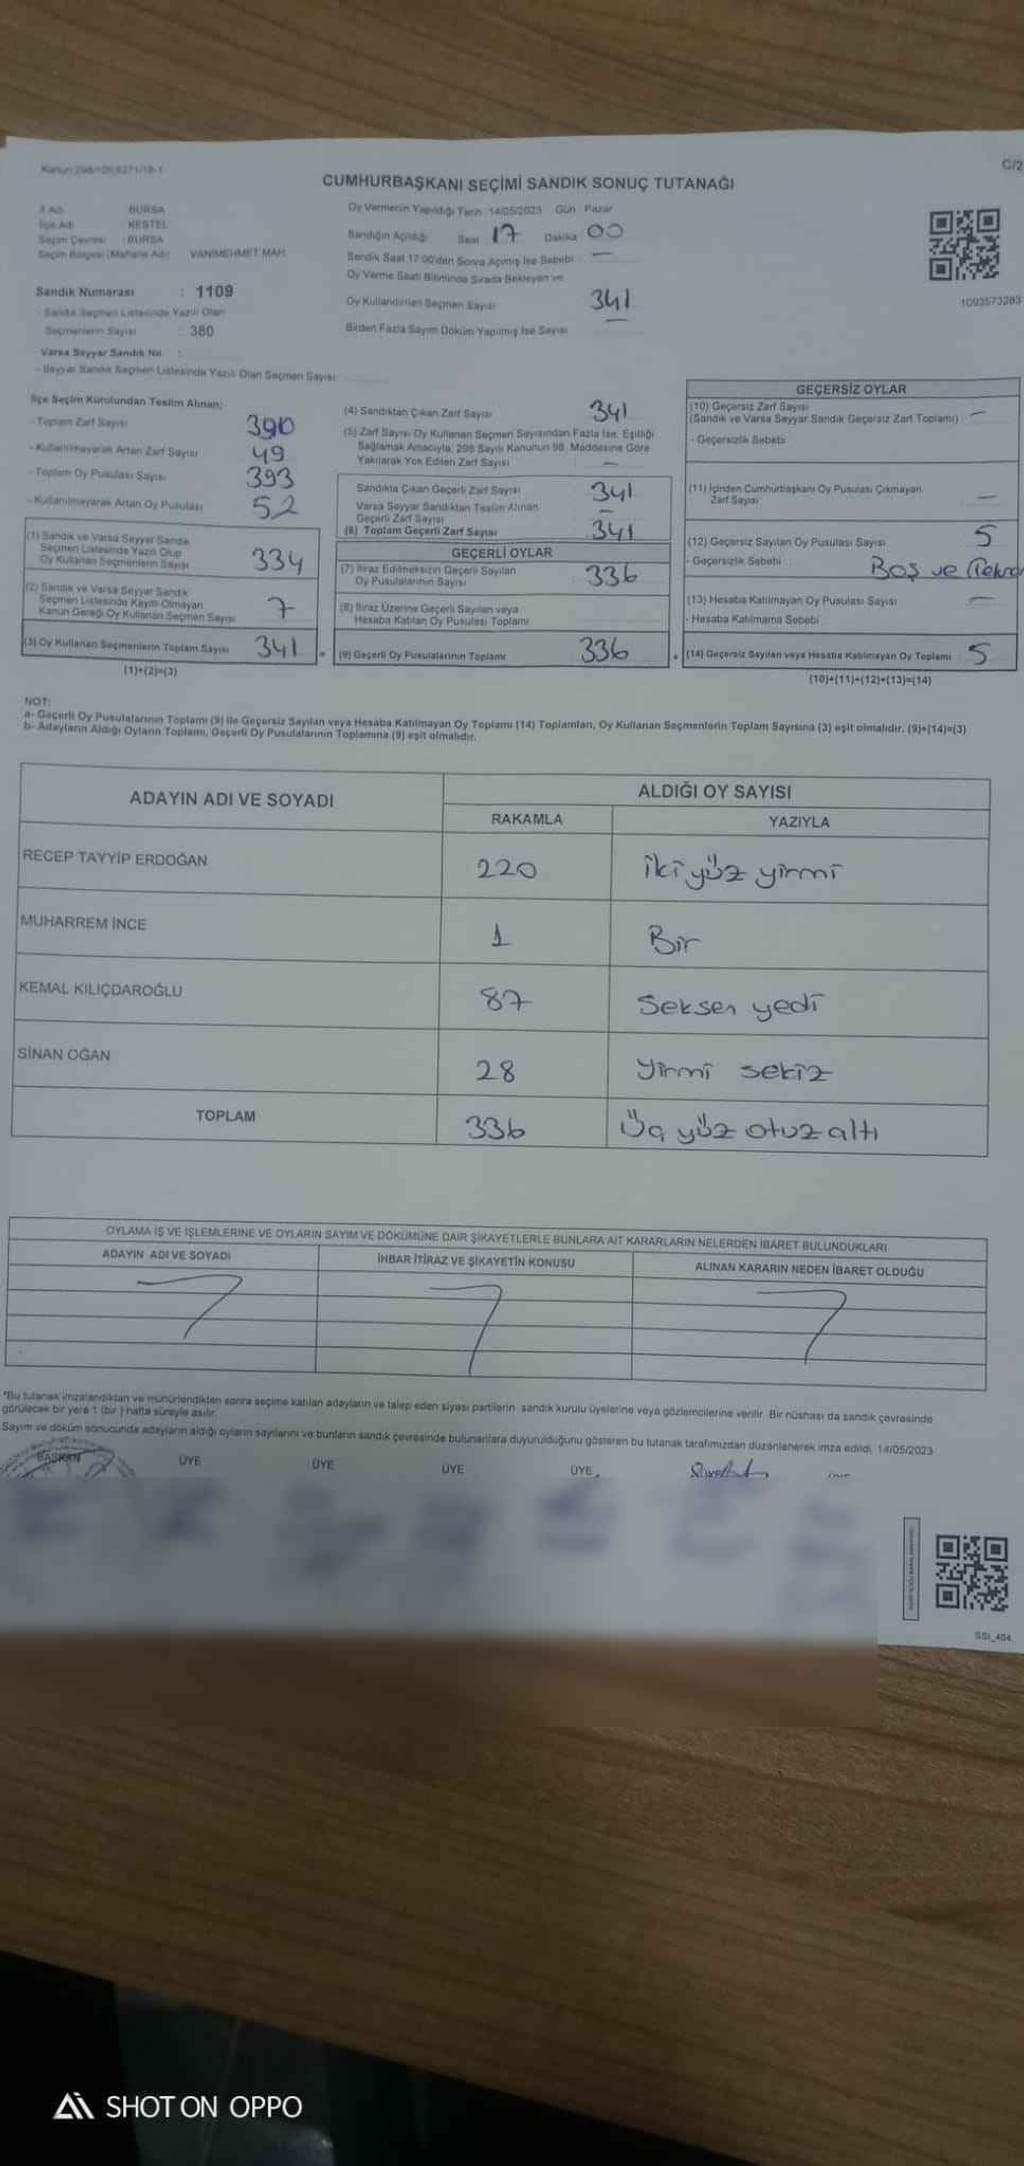 Kanun:298/105,6271/18-1
C/2
CUMHURBAŞKANI SEÇİMİ SANDIK SONUÇ TUTANAĞI
İl Adı BURSA
İlçe Adı KESTEL
Seçim Çevresi : BURSA
Seçim Bölgesi (Mahalle Adı) VANİMEHMET MAH.
Sandık Numarası : 1109
- Sandık Seçmen Listesinde Yazılı Olan
Seçmenlerin Sayısı : 380
Varsa Seyyar Sandık No :
- Seyyar Sandık Seçmen Listesinde Yazılı Olan Seçmen Sayısı
Oy Vermenin Yapıldığı Tarih : 14/05/2023 Gün Pazar
Sandığın Açıldığı Saat 17 Dakika 00
Sandık Saat 17:00'den Sonra Açılmış İse Sebebi —
Oy Verme Saati Bitiminde Sırada Bekleyen ve
Oy Kullandırılan Seçmen Sayısı 341
Birden Fazla Sayım Döküm Yapılmış İse Sayısı —
1093573283
İlçe Seçim Kurulundan Teslim Alınan;
- Toplam Zarf Sayısı 390
- Kullanılmayarak Artan Zarf Sayısı 49
- Toplam Oy Pusulası Sayısı 393
- Kullanılmayarak Artan Oy Pusulası 52
(1) Sandık ve Varsa Seyyar Sandık
Seçmen Listesinde Yazılı Olup
Oy Kullanan Seçmenlerin Sayısı 334
(2) Sandık ve Varsa Seyyar Sandık
Seçmen Listesinde Kayıtlı Olmayan
Kanun Gereği Oy Kullanan Seçmen Sayısı 7
(3) Oy Kullanan Seçmenlerin Toplam Sayısı 341
(1)+(2)=(3)
(4) Sandıktan Çıkan Zarf Sayısı 341
(5) Zarf Sayısı Oy Kullanan Seçmen Sayısından Fazla İse, Eşitliği
Sağlamak Amacıyla, 298 Sayılı Kanunun 98. Maddesine Göre
Yakılarak Yok Edilen Zarf Sayısı —
Sandıkta Çıkan Geçerli Zarf Sayısı 341
Varsa Seyyar Sandıktan Teslim Alınan
Geçerli Zarf Sayısı —
(6) Toplam Geçerli Zarf Sayısı 341
GEÇERLİ OYLAR
(7) İtiraz Edilmeksizin Geçerli Sayılan
Oy Pusulalarının Sayısı 336
(8) İtiraz Üzerine Geçerli Sayılan veya
Hesaba Katılan Oy Pusulası Toplamı
(9) Geçerli Oy Pusulalarının Toplamı 336
GEÇERSİZ OYLAR
(10) Geçersiz Zarf Sayısı
(Sandık ve Varsa Seyyar Sandık Geçersiz Zarf Toplamı) —
- Geçersizlik Sebebi
(11) İçinden Cumhurbaşkanı Oy Pusulası Çıkmayan
Zarf Sayısı —
(12) Geçersiz Sayılan Oy Pusulası Sayısı 5
- Geçersizlik Sebebi Boş ve
(13) Hesaba Katılmayan Oy Pusulası Sayısı —
- Hesaba Katılmama Sebebi
(14) Geçersiz Sayılan veya Hesaba Katılmayan Oy Toplamı 5
(10)+(11)+(12)+(13)=(14)
NOT:
a- Geçerli Oy Pusulalarının Toplamı (9) ile Geçersiz Sayılan veya Hesaba Katılmayan Oy Toplamı (14) Toplamları, Oy Kullanan Seçmenlerin Toplam Sayısına (3) eşit olmalıdır. (9)+(14)=(3)
b- Adayların Aldığı Oyların Toplamı, Geçerli Oy Pusulalarının Toplamına (9) eşit olmalıdır.
ADAYIN ADI VE SOYADI ALDIĞI OY SAYISI
RAKAMLA YAZIYLA
RECEP TAYYİP ERDOĞAN 220 İki yüz yirmi
MUHARREM İNCE 1 Bir
KEMAL KILIÇDAROĞLU 87 Seksen yedi
SİNAN OĞAN 28 Yirmi sekiz
TOPLAM 336 Üç yüz otuz altı
OYLAMA İŞ VE İŞLEMLERİNE VE OYLARIN SAYIM VE DÖKÜMÜNE DAİR ŞİKAYETLERLE BUNLARA AİT KARARLARIN NELERDEN İBARET BULUNDUKLARI
ADAYIN ADI VE SOYADI İHBAR İTİRAZ VE ŞİKAYETİN KONUSU ALINAN KARARIN NEDEN İBARET OLDUĞU
*Bu tutanak imzalandıktan ve mühürlendikten sonra seçime katılan adayların ve talep eden siyasi partilerin sandık kurulu üyelerine veya gözlemcilerine verilir. Bir nüshası da sandık çevresinde
görülecek bir yere 1 (bir) hafta süreyle asılır.
Sayım ve döküm sonucunda adayların aldığı oyların sayılarını ve bunların sandık çevresinde bulunanlara duyurulduğunu gösteren bu tutanak tarafımızdan düzenlenerek imza edildi. 14/05/2023
BAŞKAN ÜYE ÜYE ÜYE ÜYE
SSİ_404
SHOT ON OPPO